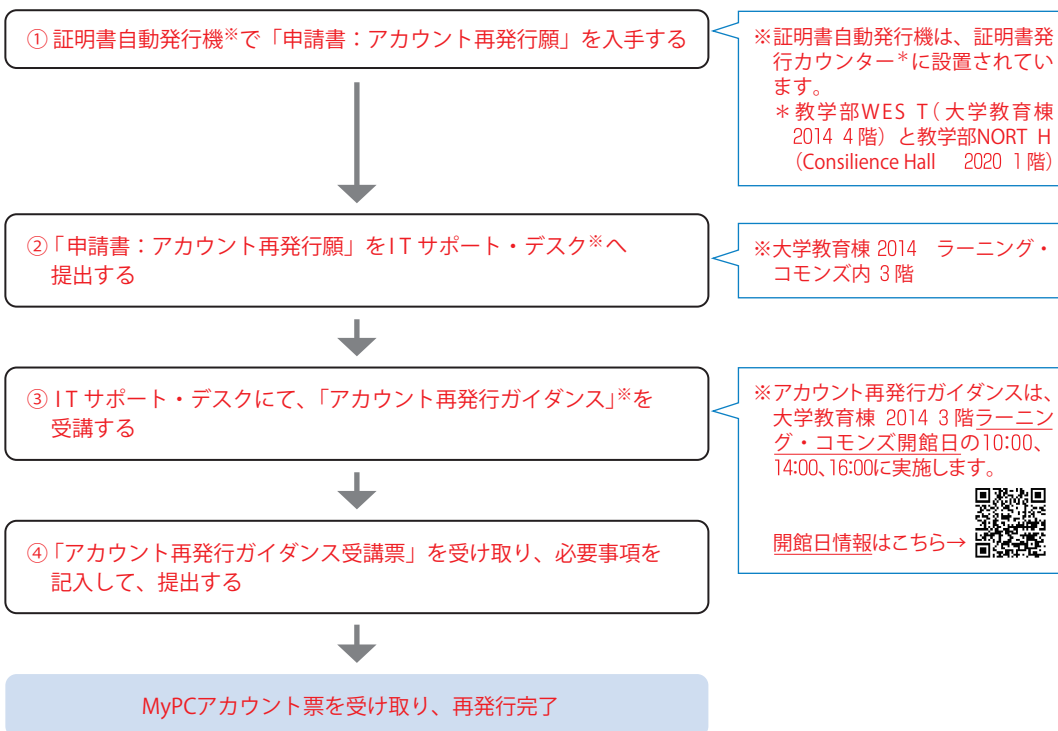 ①証明書自動発行機※で「申請書：アカウント再発行願」を入手する
※証明書自動発行機は、証明書発
行カウンター＊に設置されてい
ます。
＊教学部WES T（大学教育棟
2014 4階）と教学部NORT H
（Consilience Hall 2020 1階）
②「申請書：アカウント再発行願」をIT サポート・デスク※へ
提出する
※大学教育棟 2014 ラーニング・
コモンズ内 3階
③ IT サポート・デスクにて、「アカウント再発行ガイダンス」※を
受講する
※アカウント再発行ガイダンスは、
大学教育棟 2014 3階ラーニン
グ・コモンズ開館日の10:00、
14:00、16:00に実施します。
開館日情報はこちら→
④「アカウント再発行ガイダンス受講票」を受け取り、必要事項を
記入して、提出する
MyPCアカウント票を受け取り、再発行完了